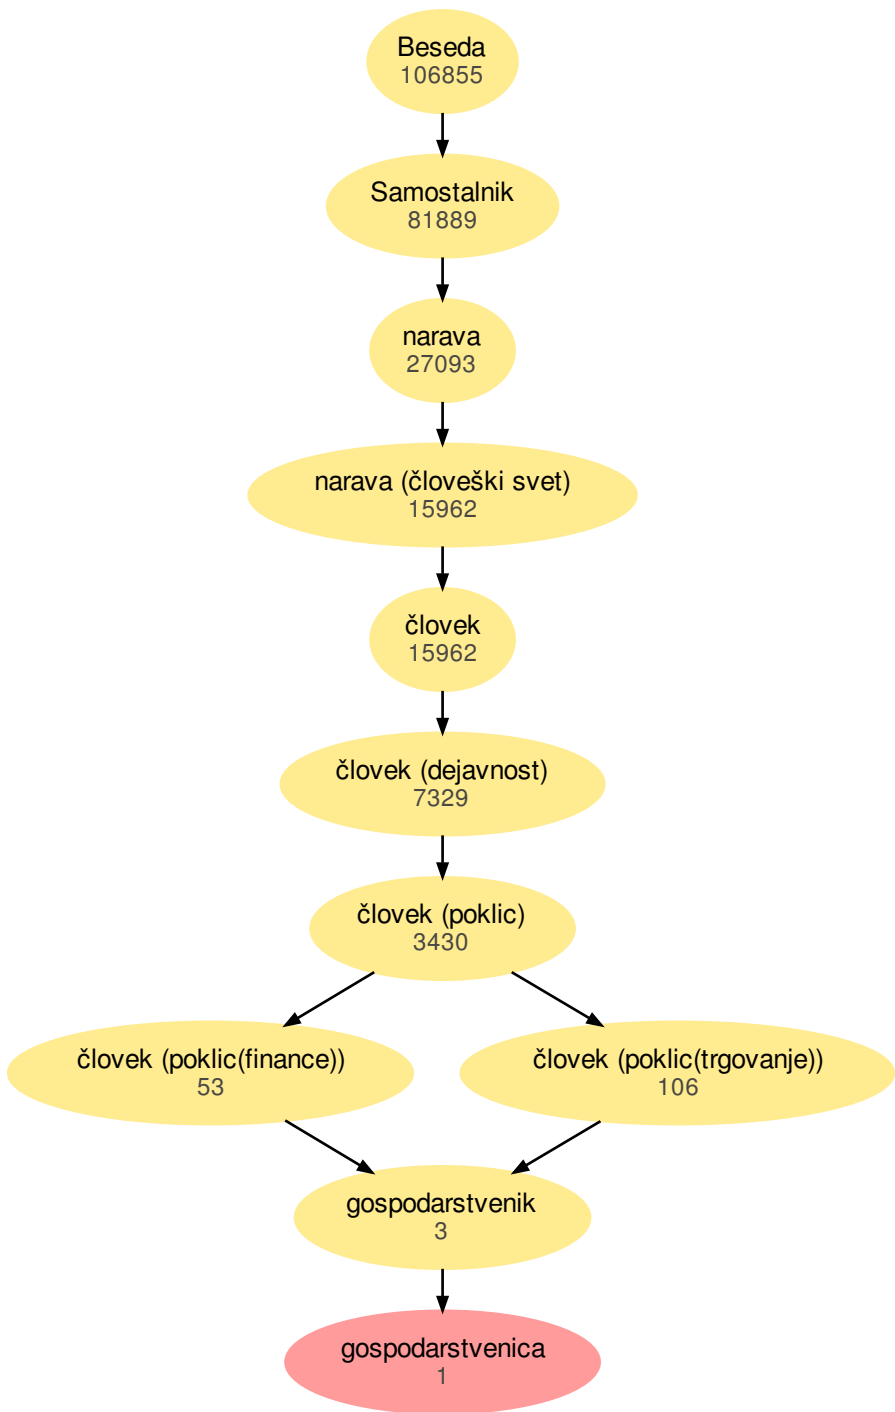 Beseda
106855
Samostalnik
81889
narava
27093
narava (človeški svet)
15962
človek
15962
človek (dejavnost)
7329
človek (poklic)
3430
človek (poklic(finance))
53
človek (poklic(trgovanje))
106
gospodarstvenik
3
gospodarstvenica
1